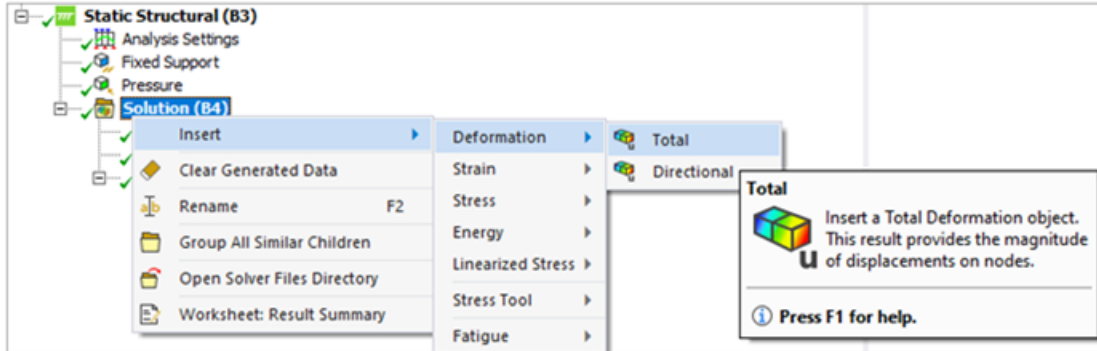 Static Structural (B3)
Analysis Settings
Fixed Support
Pressure
Solution (B4)
Insert
Clear Generated Data
Rename F2
Group All Similar Children
Open Solver Files Directory
Worksheet: Result Summary
Deformation
Strain
Stress
Energy
Linearized Stress
Stress Tool
Fatigue
Total
Directional
Total
Insert a Total Deformation object.
This result provides the magnitude
of displacements on nodes.
Press F1 for help.